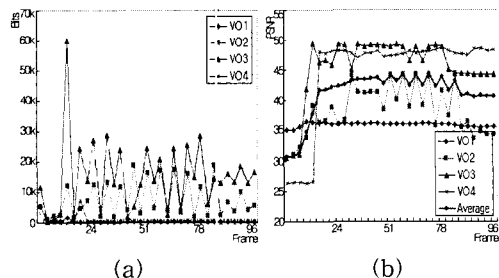 Bits
70k
60k
50k
40k
30k
20k
10k
0k
24
51
78
96
Frame
VO1
VO2
VO3
VO4
(a)
PSNR
55
50
45
40
35
30
25
20
24
51
78
96
Frame
VO1
VO2
VO3
VO4
Average
(b)